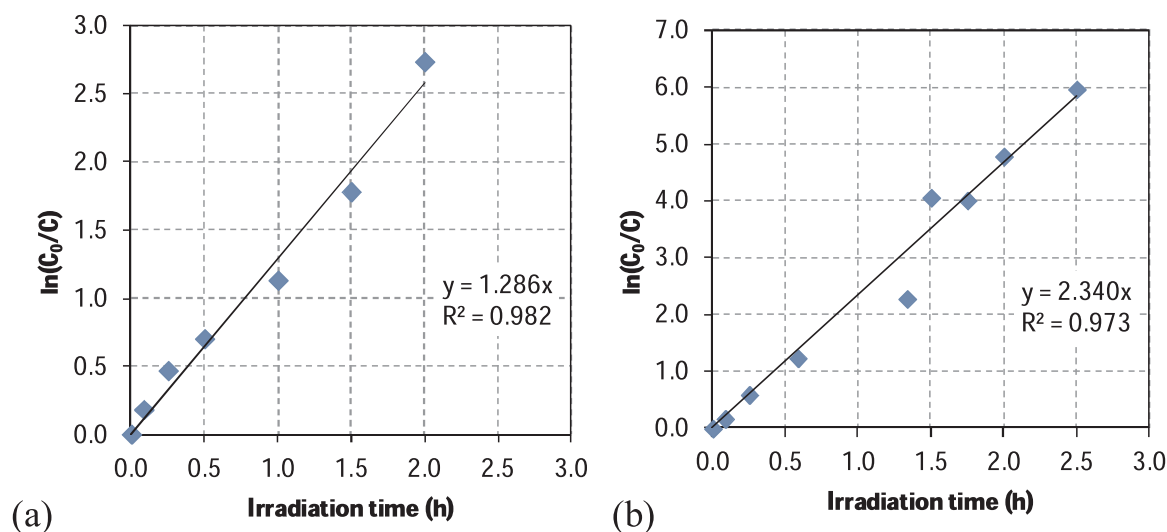 3.0
2.5
2.0
1.5
1.0
0.5
0.0
ln(C₀/C)
y = 1.286x
R² = 0.982
0.0 0.5 1.0 1.5 2.0 2.5 3.0
Irradiation time (h)
(a)
7.0
6.0
5.0
4.0
3.0
2.0
1.0
0.0
ln(C₀/C)
y = 2.340x
R² = 0.973
0.0 0.5 1.0 1.5 2.0 2.5 3.0
Irradiation time (h)
(b)